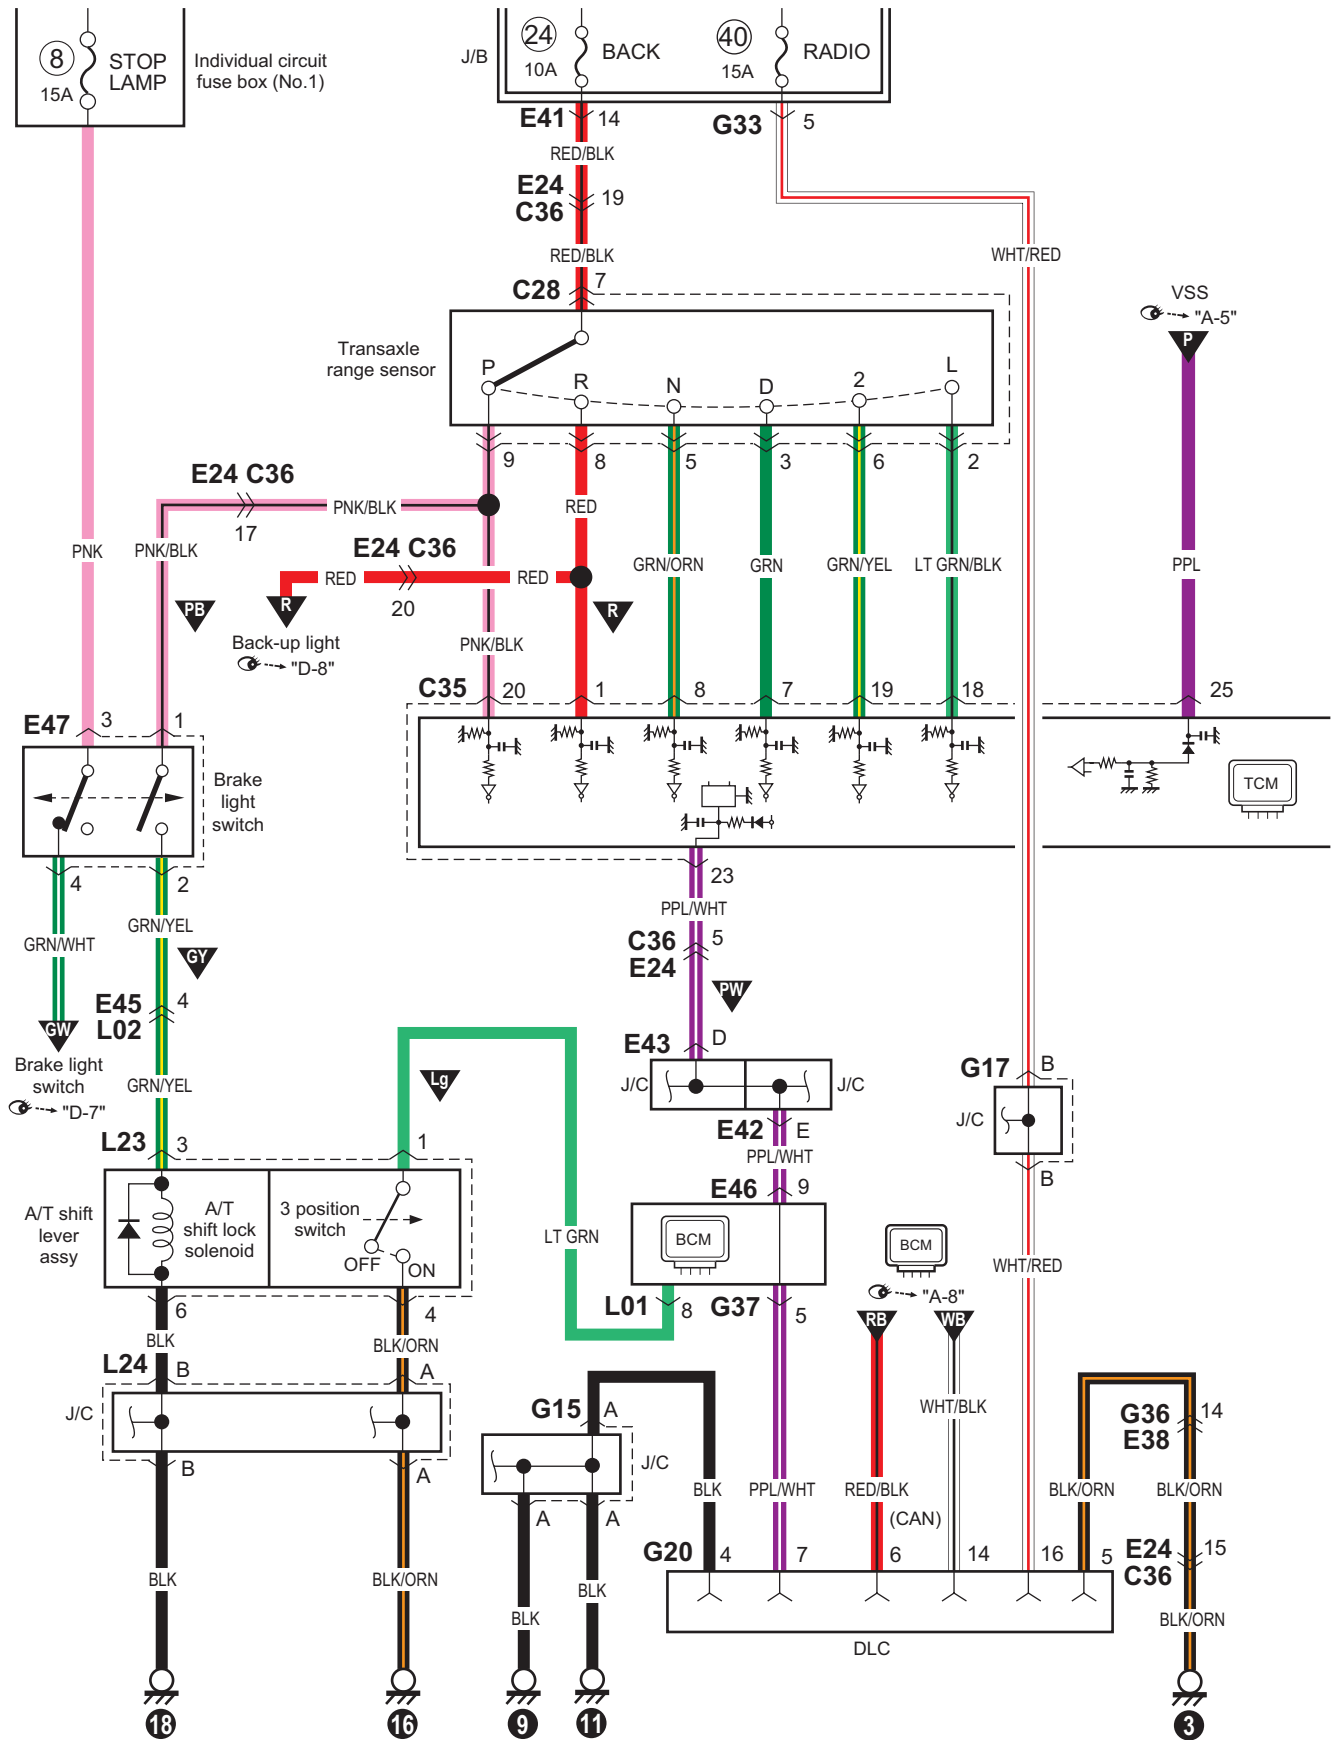 8
STOP
LAMP
15A
Individual circuit
fuse box (No.1)
J/B
24
10A
BACK
40
15A
RADIO
E41
14
G33
5
RED/BLK
E24
C36
19
RED/BLK
WHT/RED
C28
7
VSS
"A-5"
P
Transaxle
range sensor
P
R
N
D
2
L
9
8
5
3
6
2
E24 C36
17
PNK/BLK
RED
PNK
PNK/BLK
E24 C36
GRN/ORN
GRN
GRN/YEL
LT GRN/BLK
PPL
RED
RED
20
PB
R
R
Back-up light
"D-8"
PNK/BLK
C35
20
1
8
7
19
18
25
E47
3
1
Brake
light
switch
TCM
4
2
23
GRN/YEL
GRN/WHT
PPL/WHT
GY
C36
E24
5
E45
L02
4
PW
GW
Brake light
switch
"D-7"
GRN/YEL
Lg
E43
D
J/C
J/C
G17
B
J/C
B
L23
3
1
E42
E
PPL/WHT
E46
9
A/T shift
lever
assy
A/T
shift lock
solenoid
3 position
switch
OFF
ON
LT GRN
BCM
BCM
"A-8"
WHT/RED
6
4
L01
8
G37
5
RB
WB
BLK
BLK/ORN
L24
B
A
J/C
B
A
G15
A
J/C
A
A
WHT/BLK
G36
E38
14
BLK
PPL/WHT
RED/BLK
(CAN)
BLK/ORN
BLK/ORN
G20
4
7
6
14
16
5
E24
C36
15
BLK
BLK/ORN
BLK
BLK
BLK/ORN
DLC
18
16
9
11
3